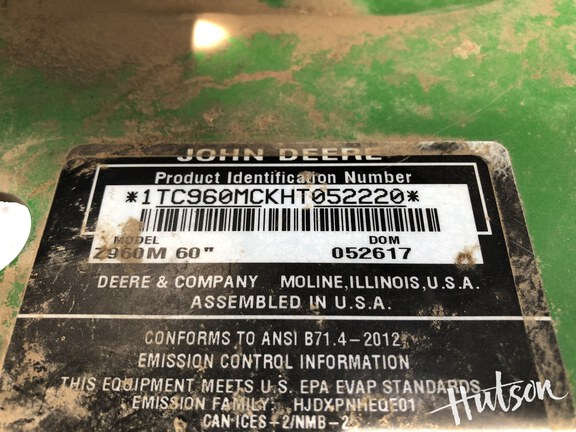 JOHN DEERE
Product Identification Number
*1TC960MCKHT052220*
MODEL DOM
Z960M 60" 052617
DEERE & COMPANY MOLINE,ILLINOIS,U.S.A.
ASSEMBLED IN U.S.A.
CONFORMS TO ANSI B71.4-2012
EMISSION CONTROL INFORMATION
THIS EQUIPMENT MEETS U.S. EPA EVAP STANDARDS
EMISSION FAMILY: HJDXPNHEQE01
CAN ICES-2/NMB-2
Hutson